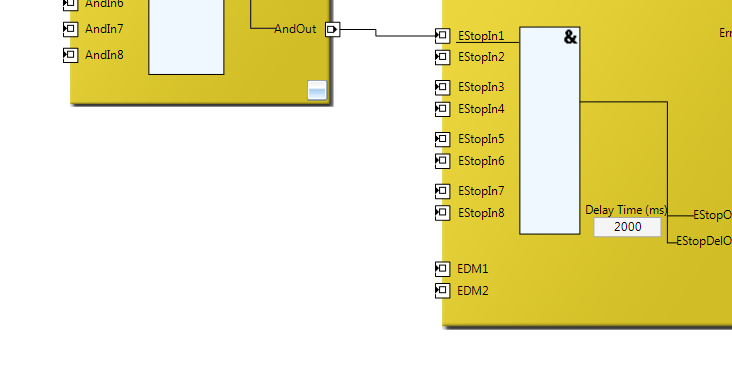 AndIn6
AndIn7
AndIn8
AndOut
EStopIn1
EStopIn2
EStopIn3
EStopIn4
EStopIn5
EStopIn6
EStopIn7
EStopIn8
EDM1
EDM2
&
Delay Time (ms)
2000
Err
EStopO
EStopDelO